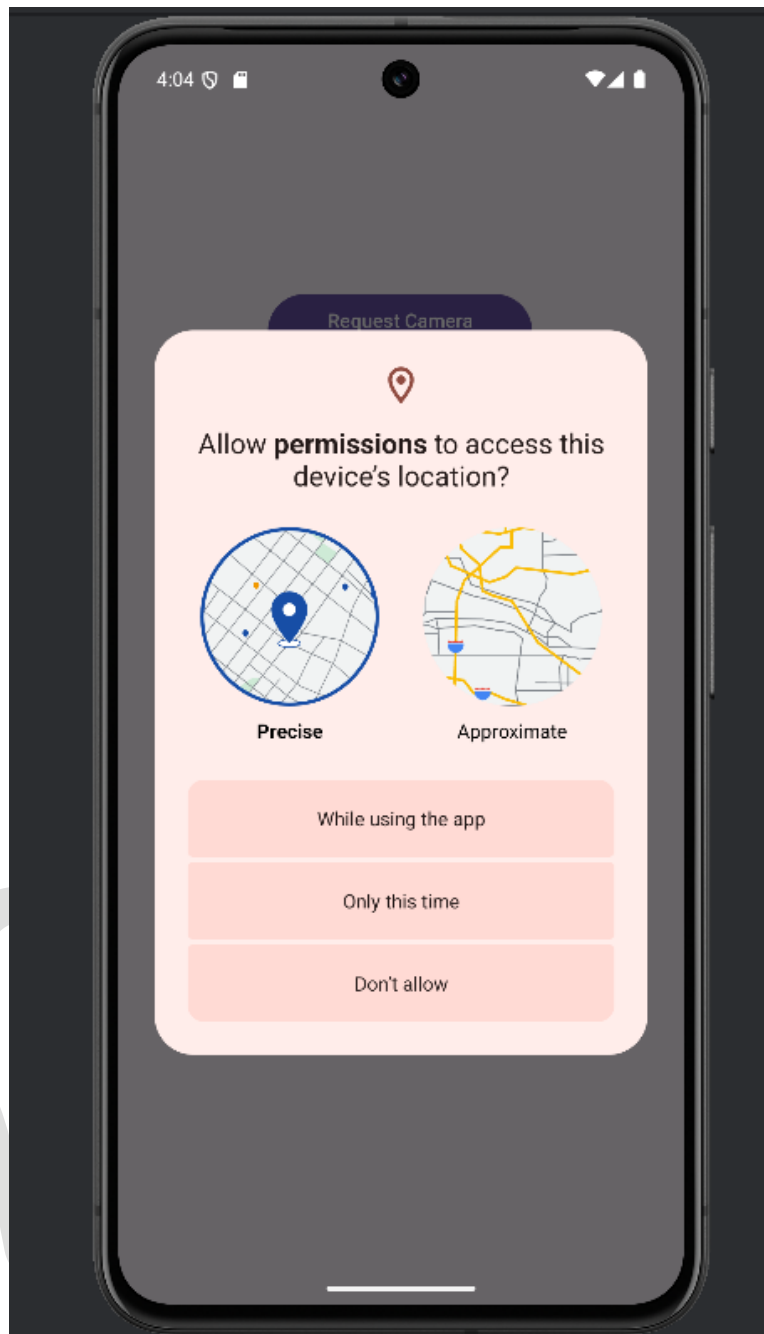 4:04
Request Camera
Allow permissions to access this
device's location?
Precise
Approximate
While using the app
Only this time
Don't allow